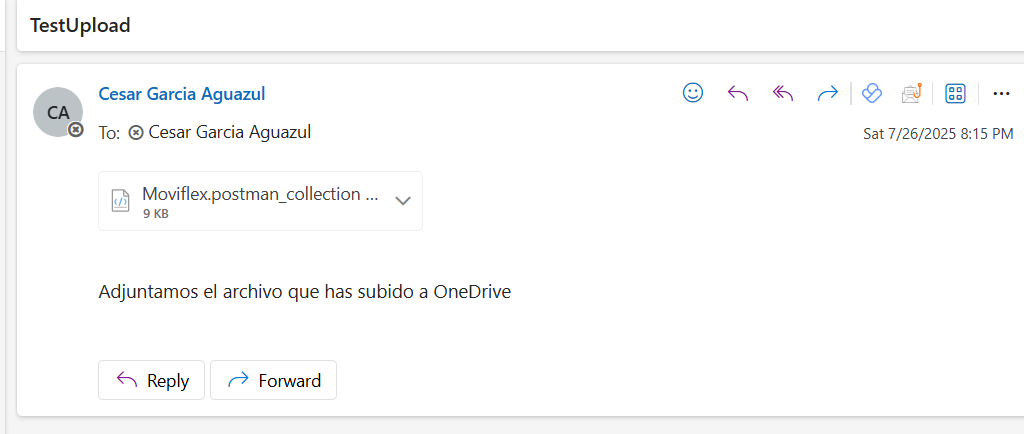 TestUpload
Cesar Garcia Aguazul
CA
To: Cesar Garcia Aguazul
Sat 7/26/2025 8:15 PM
Moviflex.postman_collection ...
9 KB
Adjuntamos el archivo que has subido a OneDrive
Reply
Forward